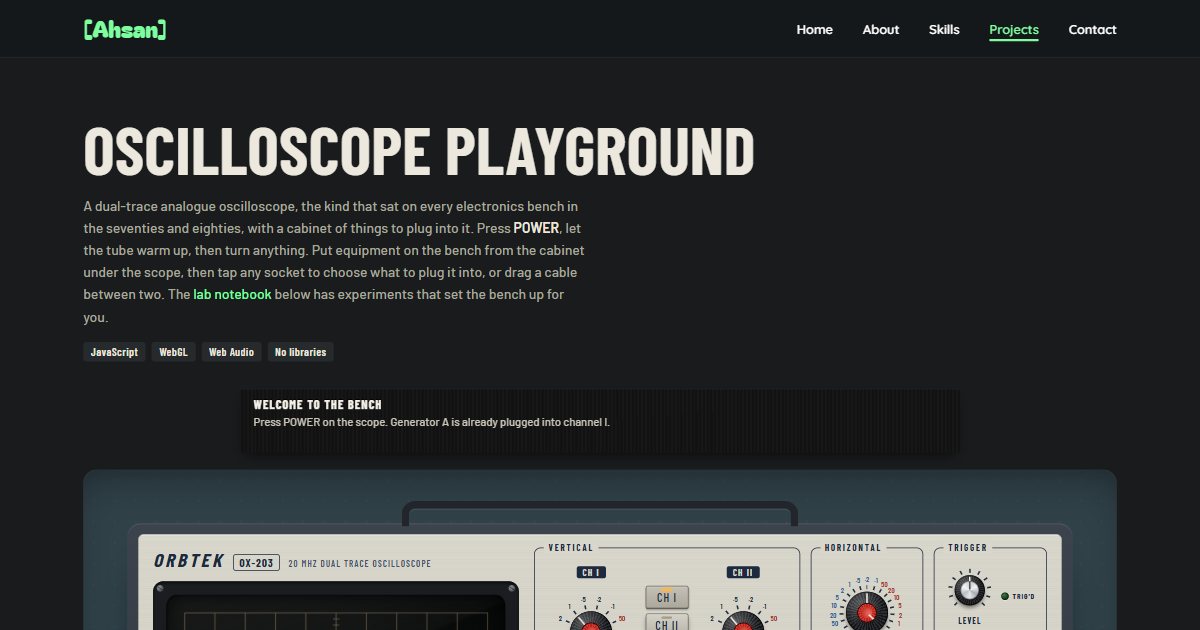 [Ahsan]
Home About Skills Projects Contact
OSCILLOSCOPE PLAYGROUND
A dual-trace analogue oscilloscope, the kind that sat on every electronics bench in
the seventies and eighties, with a cabinet of things to plug into it. Press POWER, let
the tube warm up, then turn anything. Put equipment on the bench from the cabinet
under the scope, then tap any socket to choose what to plug it into, or drag a cable
between two. The lab notebook below has experiments that set the bench up for
you.
JavaScript WebGL Web Audio No libraries
WELCOME TO THE BENCH
Press POWER on the scope. Generator A is already plugged into channel I.
VERTICAL HORIZONTAL TRIGGER
ORBTEK OX-203 20 MHZ DUAL TRACE OSCILLOSCOPE
CH I CH II
CH I
CH II
TRIG'D
LEVEL